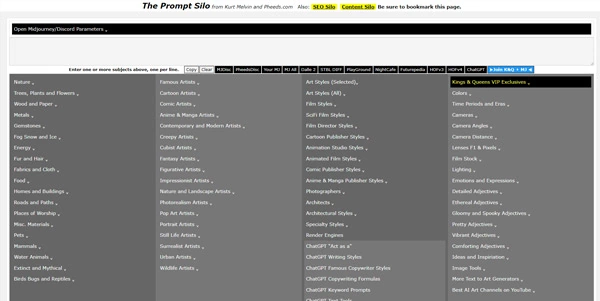 The Prompt Silo from Kurt Melvin and Pheeds.com Also: SEO Silo Content Silo Be sure to bookmark this page.
Open Midjourney/Discord Parameters
Enter one or more subjects above, one per line. Copy Clear MJDisc PheedsDisc Your MJ MJ All Dalle 2 STBL DIFF PlayGround NightCafe Futurepedia HOFv3 HOFv4 ChatGPT Join K&Q + MJ
Nature
Trees, Plants and Flowers
Wood and Paper
Metals
Gemstones
Fog Snow and Ice
Energy
Fur and Hair
Fabrics and Cloth
Food
Homes and Buildings
Roads and Paths
Places of Worship
Misc. Materials
Pets
Mammals
Water Animals
Extinct and Mythical
Birds Bugs and Reptiles
Famous Artists
Cartoon Artists
Comic Artists
Anime & Manga Artists
Contemporary and Modern Artists
Creepy Artists
Cubist Artists
Fantasy Artists
Figurative Artists
Impressionist Artists
Nature and Landscape Artists
Photorealism Artists
Pop Art Artists
Portrait Artists
Still Life Artists
Surrealist Artists
Urban Artists
Wildlife Artists
Art Styles (Selected)
Art Styles (All)
Film Styles
SciFi Film Styles
Film Director Styles
Cartoon Publisher Styles
Animation Studio Styles
Animated Film Styles
Comic Publisher Styles
Anime & Manga Publisher Styles
Photographers
Architects
Architectural Styles
Specialty Styles
Render Engines
ChatGPT "Act as a"
ChatGPT Writing Styles
ChatGPT Famous Copywriter Styles
ChatGPT Copywriting Formulas
ChatGPT Keyword Prompts
Kings & Queens VIP Exclusives
Colors
Time Periods and Eras
Cameras
Camera Angles
Camera Distance
Lenses F1 & Pixels
Film Stock
Lighting
Emotions and Expressions
Detailed Adjectives
Ethereal Adjectives
Gloomy and Spooky Adjectives
Pretty Adjectives
Vibrant Adjectives
Comforting Adjectives
Ideas and Inspiration
Image Tools
More Text to Art Generators
Best AI Art Channels on YouTube